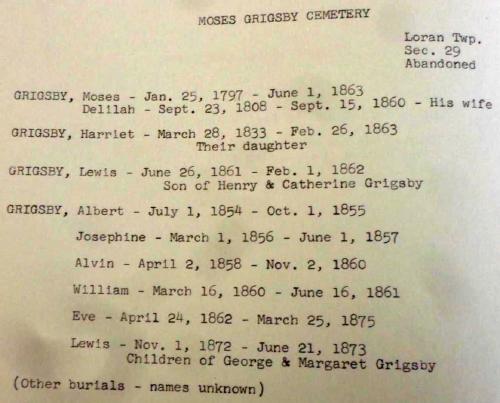 MOSES GRIGSBY CEMETERY
Loran Twp.
Sec. 29
Abandoned
GRIGSBY, Moses - Jan. 25, 1797 - June 1, 1863
Delilah - Sept. 23, 1808 - Sept. 15, 1860 - His wife
GRIGSBY, Harriet - March 28, 1833 - Feb. 26, 1863
Their daughter
GRIGSBY, Lewis - June 26, 1861 - Feb. 1, 1862
Son of Henry & Catherine Grigsby
GRIGSBY, Albert - July 1, 1854 - Oct. 1, 1855
Josephine - March 1, 1856 - June 1, 1857
Alvin - April 2, 1858 - Nov. 2, 1860
William - March 16, 1860 - June 16, 1861
Eve - April 24, 1862 - March 25, 1875
Lewis - Nov. 1, 1872 - June 21, 1873
Children of George & Margaret Grigsby
(Other burials - names unknown)